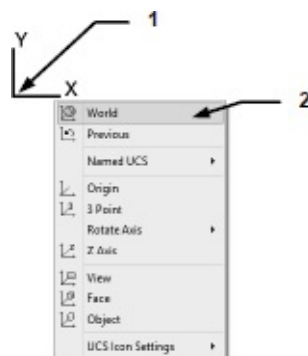 1
Y
X
2
World
Previous
Named UCS
Origin
3 Point
Rotate Axis
Z Axis
View
Face
Object
UCS Icon Settings